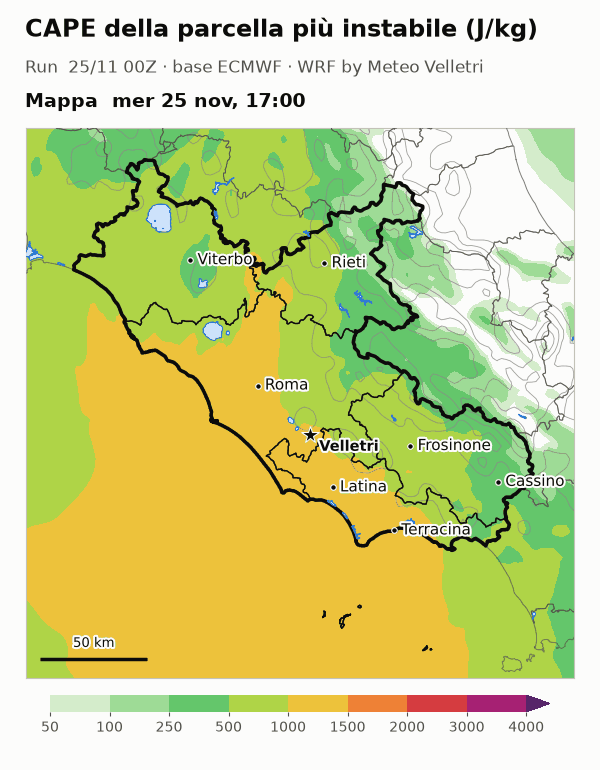 CAPE della parcella più instabile (J/kg)
Run  25/11 00Z · base ECMWF · WRF by Meteo Velletri
Mappa  mer 25 nov, 17:00
Viterbo
Rieti
Roma
Velletri
Frosinone
Latina
Cassino
Terracina
50 km
50 100 250 500 1000 1500 2000 3000 4000